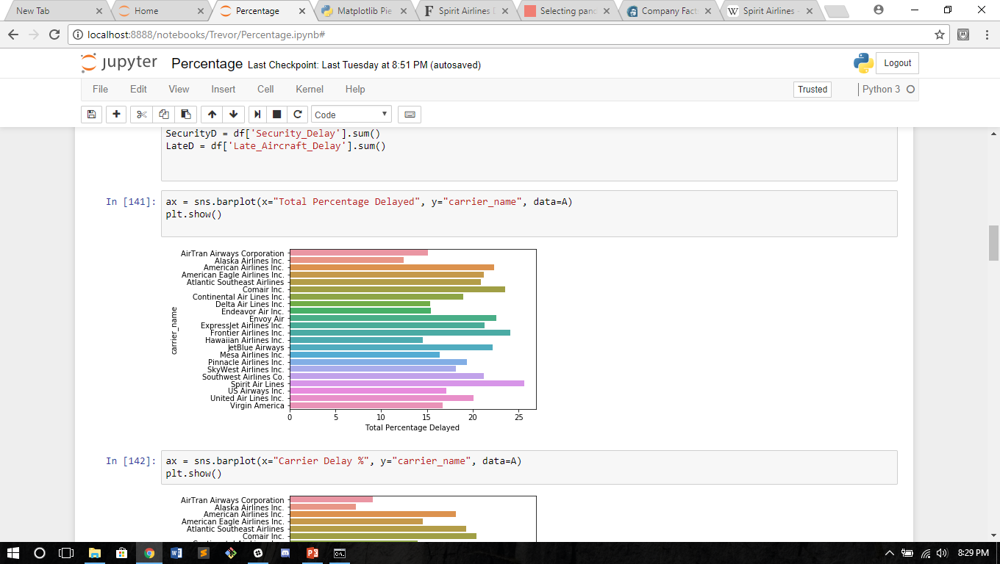 New Tab
Home
Percentage
Matplotlib Pie
Spirit Airlines D
Selecting panc
Company Fact
Spirit Airlines -
localhost:8888/notebooks/Trevor/Percentage.ipynb#
jupyter Percentage Last Checkpoint: Last Tuesday at 8:51 PM (autosaved)
Logout
File Edit View Insert Cell Kernel Help
Trusted
Python 3
Code
SecurityD = df['Security_Delay'].sum()
LateD = df['Late_Aircraft_Delay'].sum()
In [141]:
ax = sns.barplot(x="Total Percentage Delayed", y="carrier_name", data=A)
plt.show()
carrier_name
AirTran Airways Corporation
Alaska Airlines Inc.
American Airlines Inc.
American Eagle Airlines Inc.
Atlantic Southeast Airlines
Comair Inc.
Continental Air Lines Inc.
Delta Air Lines Inc.
Endeavor Air Inc.
Envoy Air
ExpressJet Airlines Inc.
Frontier Airlines Inc.
Hawaiian Airlines Inc.
JetBlue Airways
Mesa Airlines Inc.
Pinnacle Airlines Inc.
SkyWest Airlines Inc.
Southwest Airlines Co.
Spirit Air Lines
US Airways Inc.
United Air Lines Inc.
Virgin America
0 5 10 15 20 25
Total Percentage Delayed
In [142]:
ax = sns.barplot(x="Carrier Delay %", y="carrier_name", data=A)
plt.show()
AirTran Airways Corporation
Alaska Airlines Inc.
American Airlines Inc.
American Eagle Airlines Inc.
Atlantic Southeast Airlines
Comair Inc.
8:29 PM